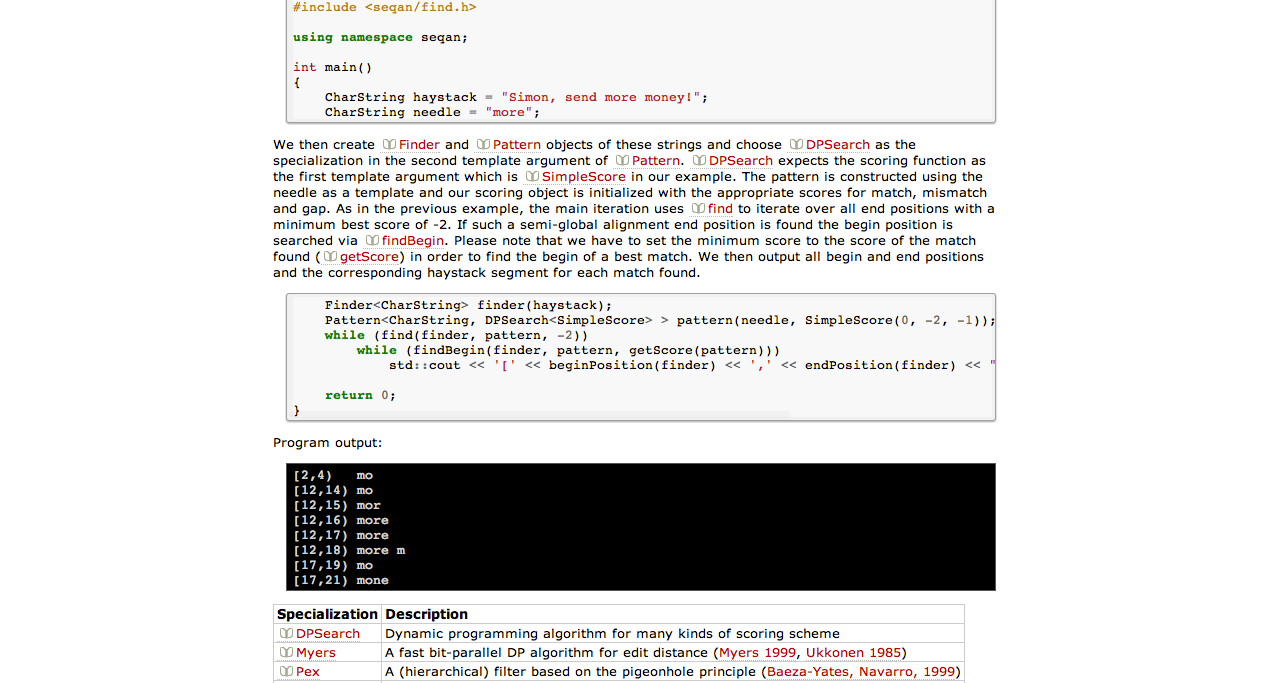 #include <seqan/find.h>
using namespace seqan;
int main()
{
    CharString haystack = "Simon, send more money!";
    CharString needle = "more";
We then create Finder and Pattern objects of these strings and choose DPSearch as the
specialization in the second template argument of Pattern. DPSearch expects the scoring function as
the first template argument which is SimpleScore in our example. The pattern is constructed using the
needle as a template and our scoring object is initialized with the appropriate scores for match, mismatch
and gap. As in the previous example, the main iteration uses find to iterate over all end positions with a
minimum best score of -2. If such a semi-global alignment end position is found the begin position is
searched via findBegin. Please note that we have to set the minimum score to the score of the match
found (getScore) in order to find the begin of a best match. We then output all begin and end positions
and the corresponding haystack segment for each match found.
    Finder<CharString> finder(haystack);
    Pattern<CharString, DPSearch<SimpleScore> > pattern(needle, SimpleScore(0, -2, -1));
    while (find(finder, pattern, -2))
        while (findBegin(finder, pattern, getScore(pattern)))
            std::cout << '[' << beginPosition(finder) << ',' << endPosition(finder) << "
    return 0;
}
Program output:
[2,4)   mo
[12,14) mo
[12,15) mor
[12,16) more
[12,17) more
[12,18) more m
[17,19) mo
[17,21) mone
Specialization Description
DPSearch Dynamic programming algorithm for many kinds of scoring scheme
Myers A fast bit-parallel DP algorithm for edit distance (Myers 1999, Ukkonen 1985)
Pex A (hierarchical) filter based on the pigeonhole principle (Baeza-Yates, Navarro, 1999)